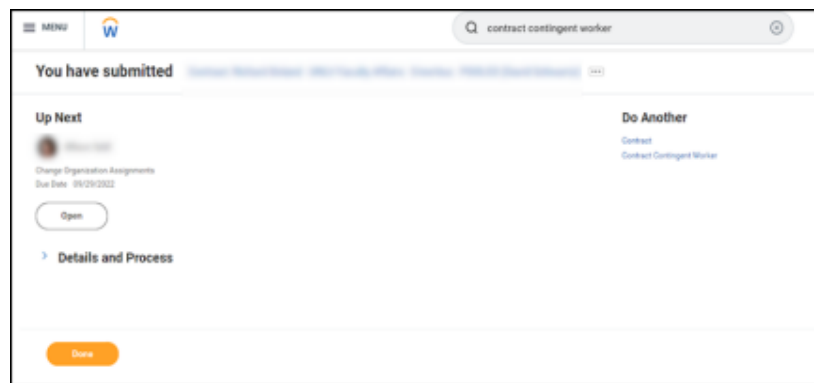 MENU
contract contingent worker
You have submitted
Up Next
Do Another
Contract
Contract Contingent Worker
Change Organization Assignments
Due Date 09/29/2022
Open
Details and Process
Done